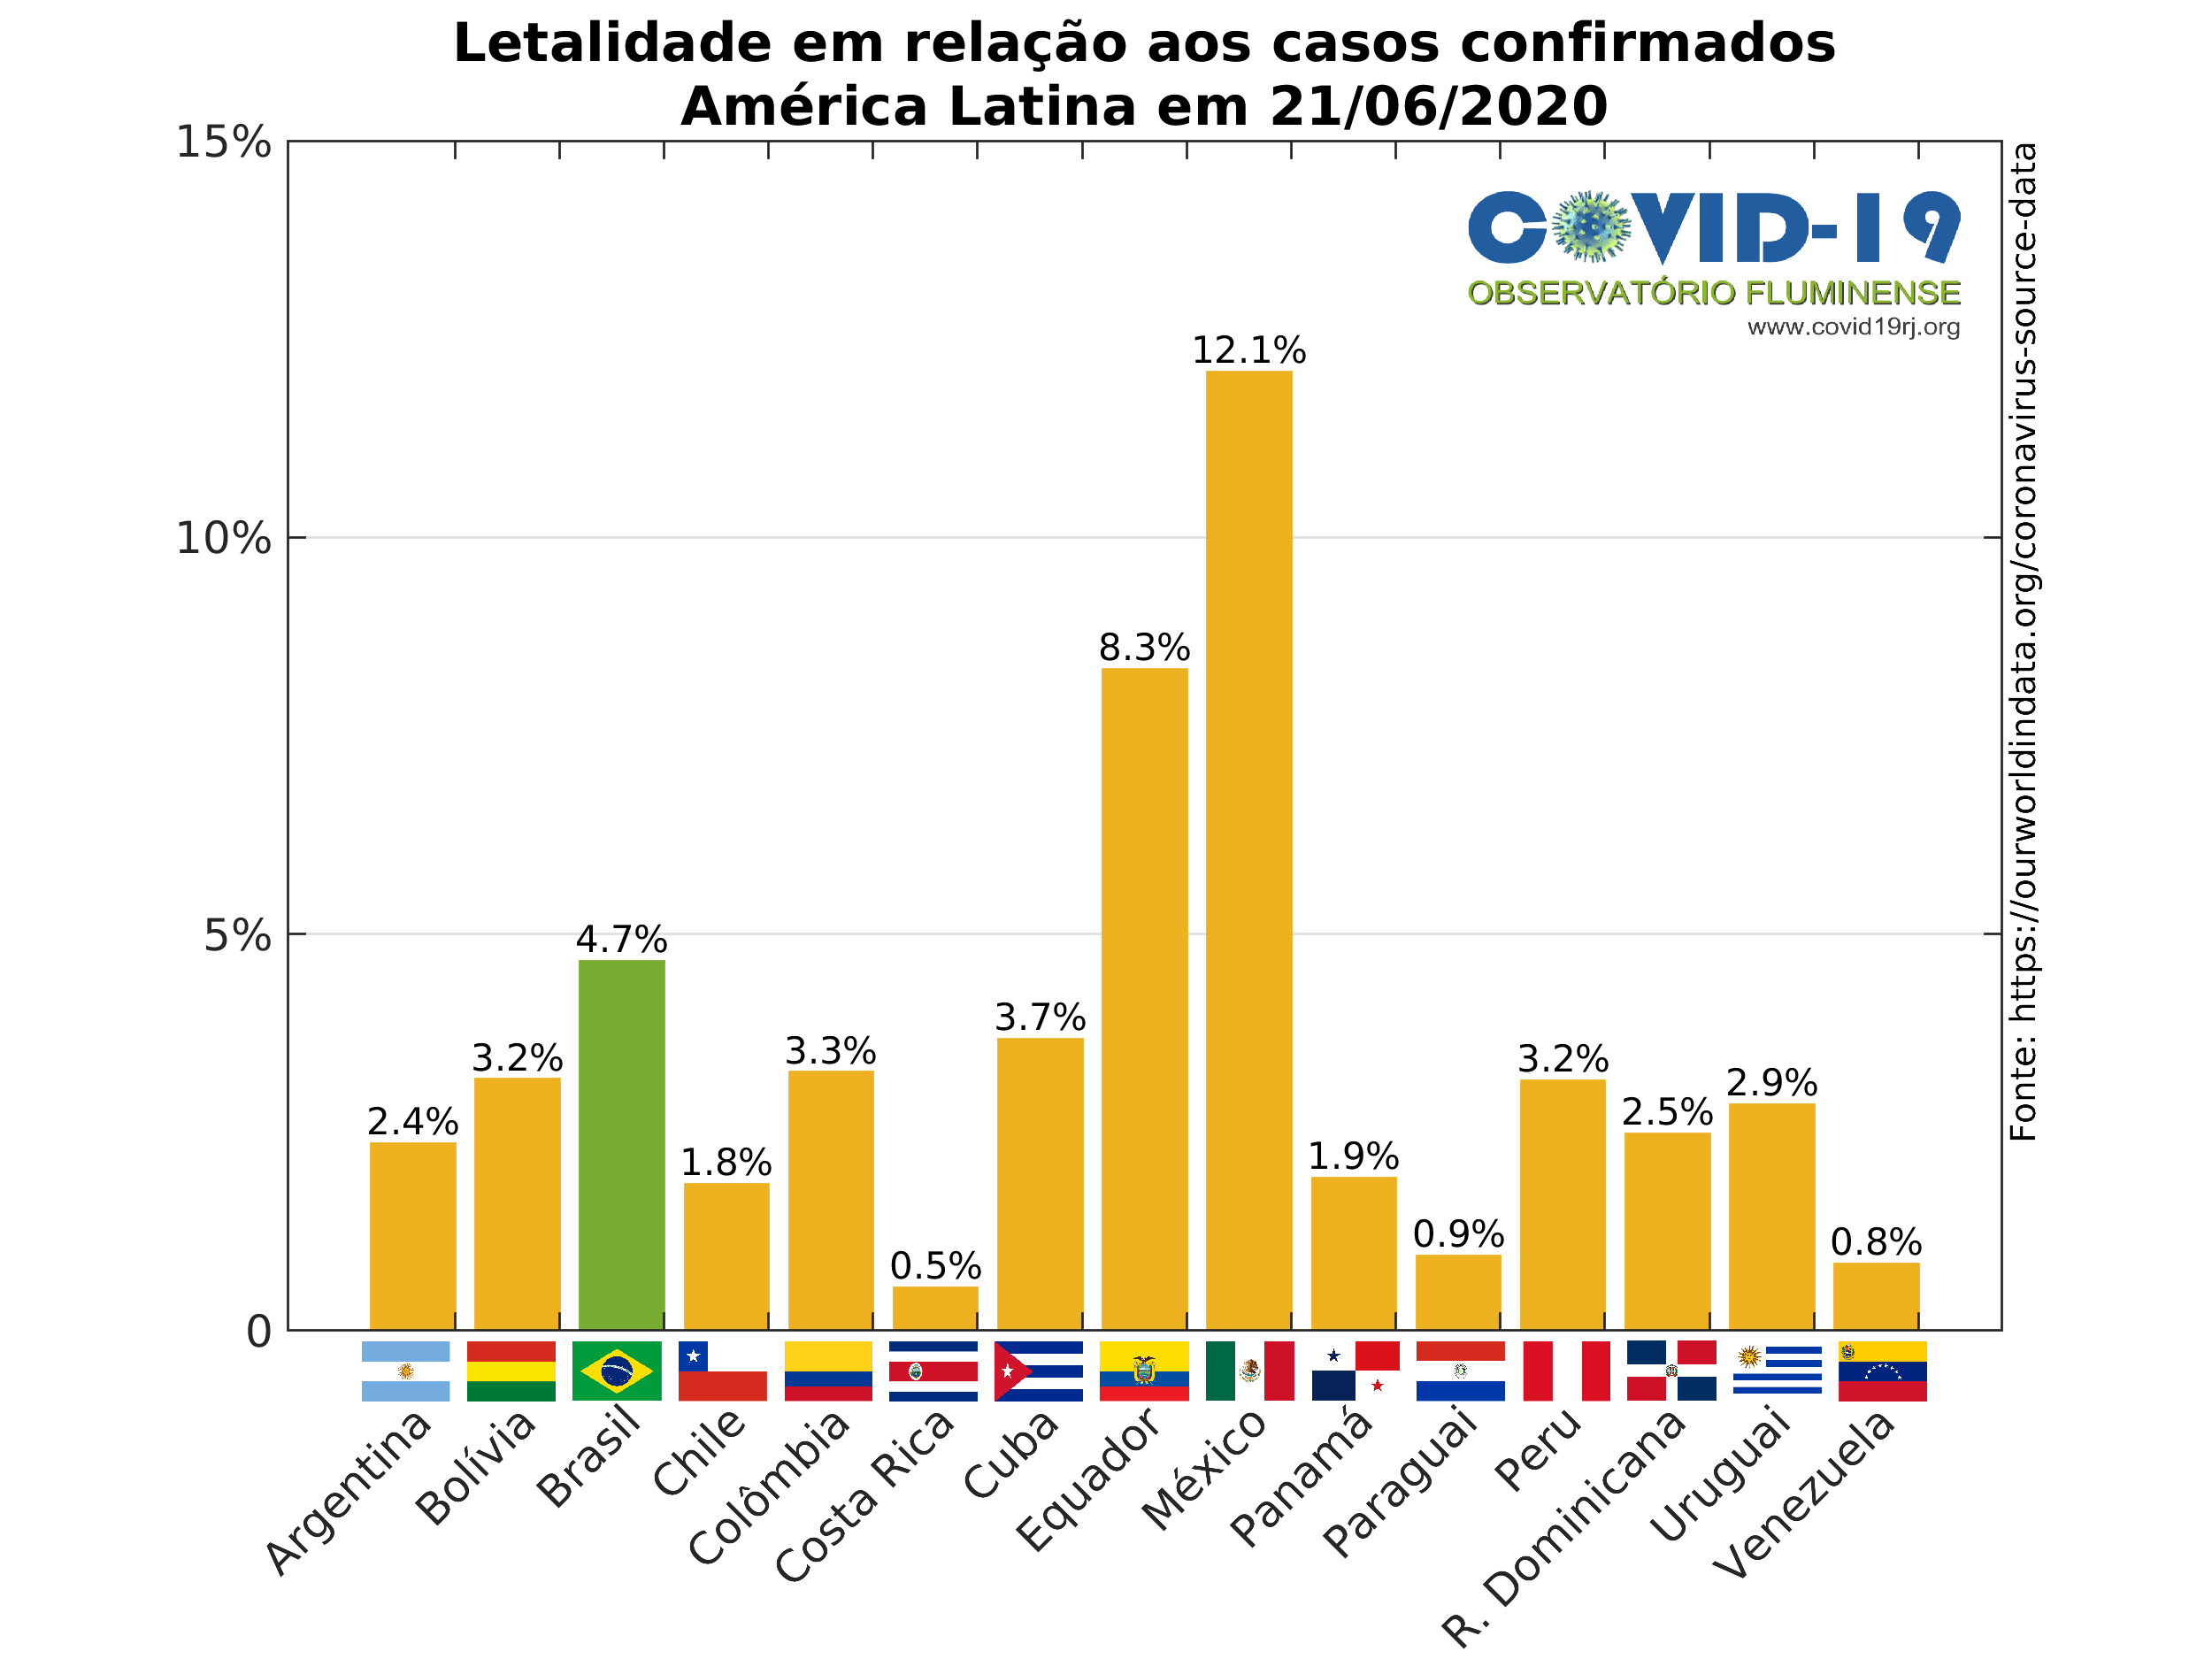 Letalidade em relação aos casos confirmados
América Latina em 21/06/2020
15%
10%
5%
0
COVID-19
OBSERVATÓRIO FLUMINENSE
www.covid19rj.org
Fonte: https://ourworldindata.org/coronavirus-source-data
2.4%
3.2%
4.7%
1.8%
3.3%
0.5%
3.7%
8.3%
12.1%
1.9%
0.9%
3.2%
2.5%
2.9%
0.8%
Argentina
Bolívia
Brasil
Chile
Colômbia
Costa Rica
Cuba
Equador
México
Panamá
Paraguai
Peru
R. Dominicana
Uruguai
Venezuela